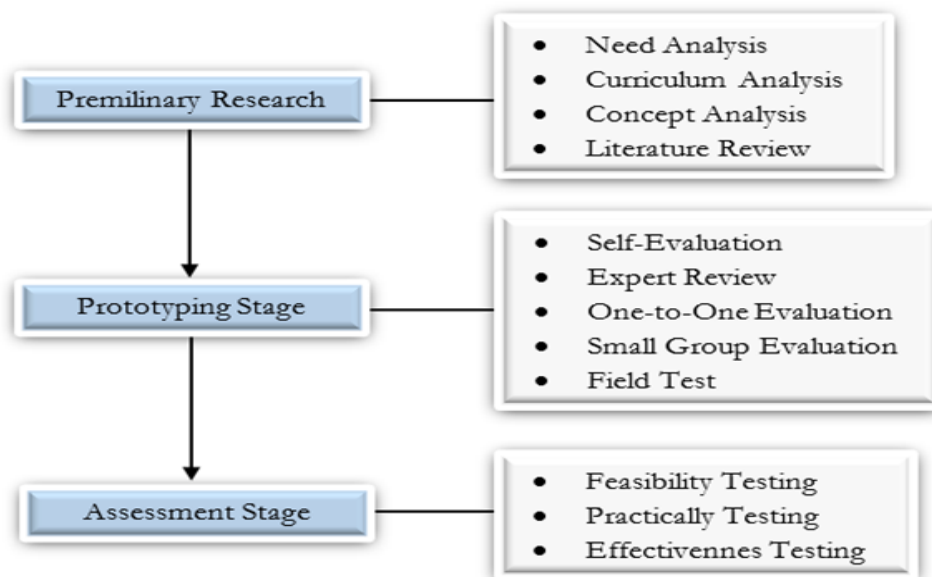 Premilinary Research
• Need Analysis
• Curriculum Analysis
• Concept Analysis
• Literature Review
Prototyping Stage
• Self-Evaluation
• Expert Review
• One-to-One Evaluation
• Small Group Evaluation
• Field Test
Assessment Stage
• Feasibility Testing
• Practically Testing
• Effectivennes Testing